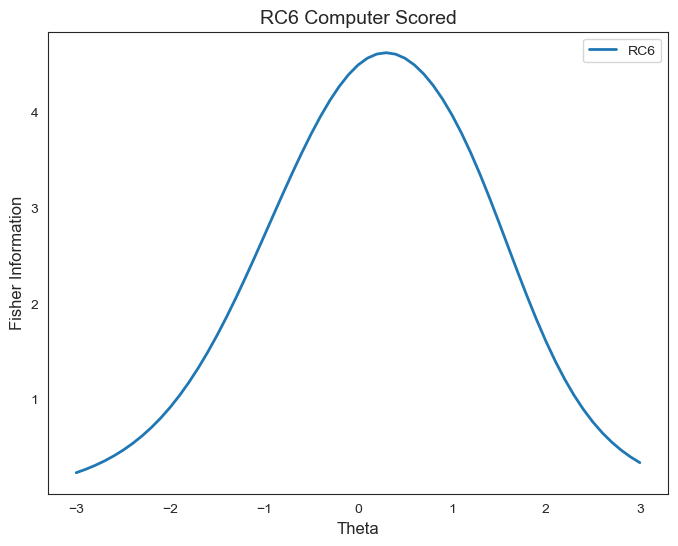 RC6 Computer Scored
RC6
Fisher Information
4
3
2
1
−3
−2
−1
0
1
2
3
Theta